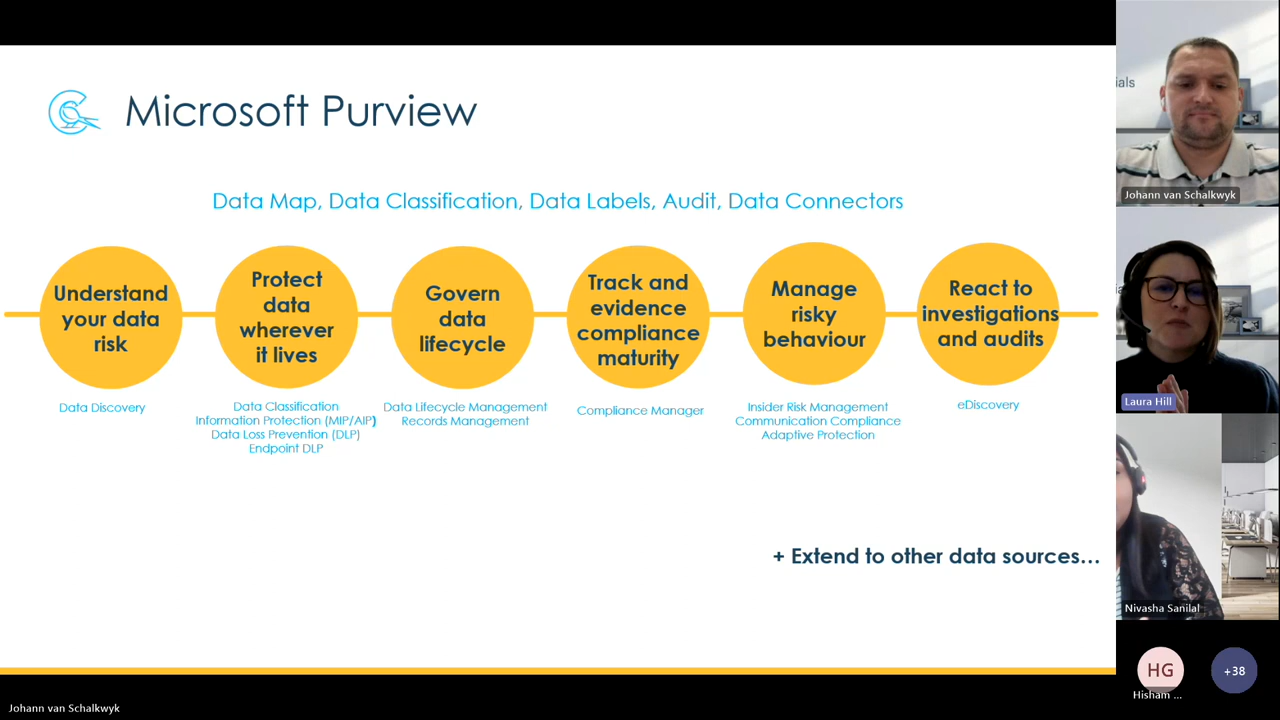 Microsoft Purview
Data Map, Data Classification, Data Labels, Audit, Data Connectors
Understand
your data
risk
Data Discovery
Protect
data
wherever
it lives
Data Classification
Information Protection (MIP/AIP)
Data Loss Prevention (DLP)
Endpoint DLP
Govern
data
lifecycle
Data Lifecycle Management
Records Management
Track and
evidence
compliance
maturity
Compliance Manager
Manage
risky
behaviour
Insider Risk Management
Communication Compliance
Adaptive Protection
React to
investigations
and audits
eDiscovery
+ Extend to other data sources...
ials
Johann van Schalkwyk
Laura Hill
Nivasha Sanilal
HG
Hisham ...
+38
Johann van Schalkwyk